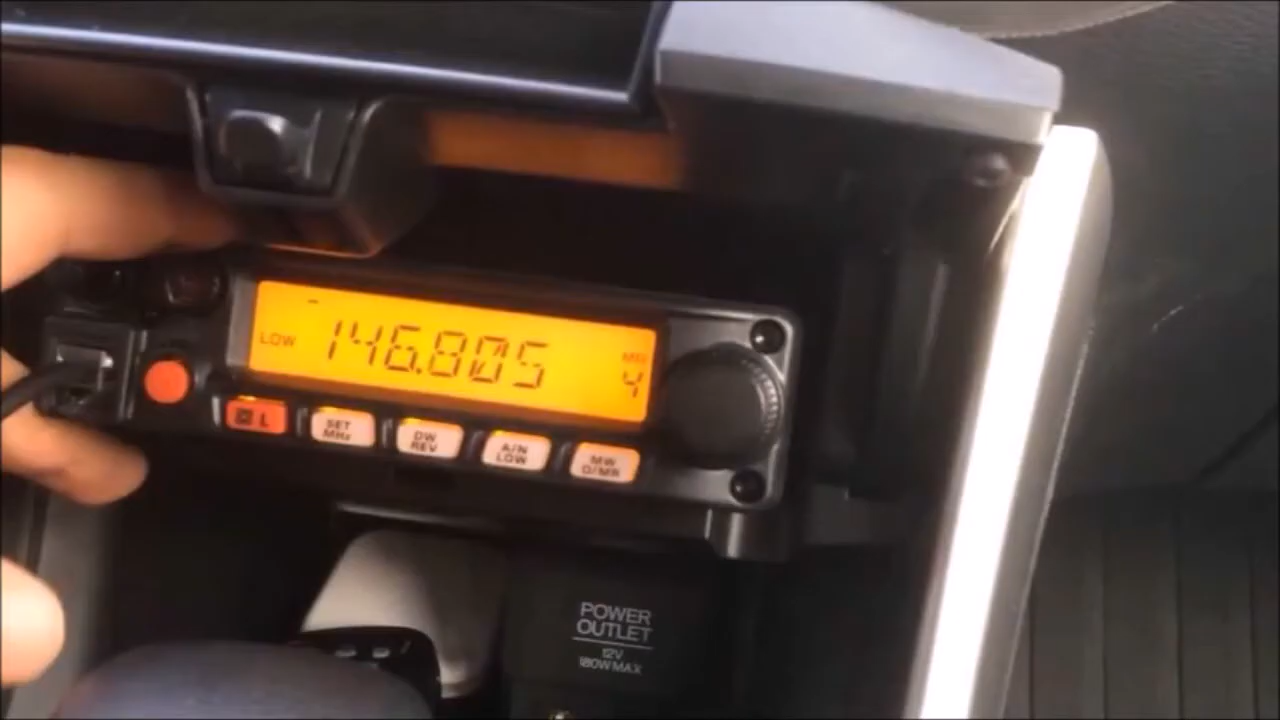 -
LOW 146.805 MR
4
L
SET
MHz
DW
REV
A/N
LOW
MW
D/MR
POWER
OUTLET
12V
180W MAX